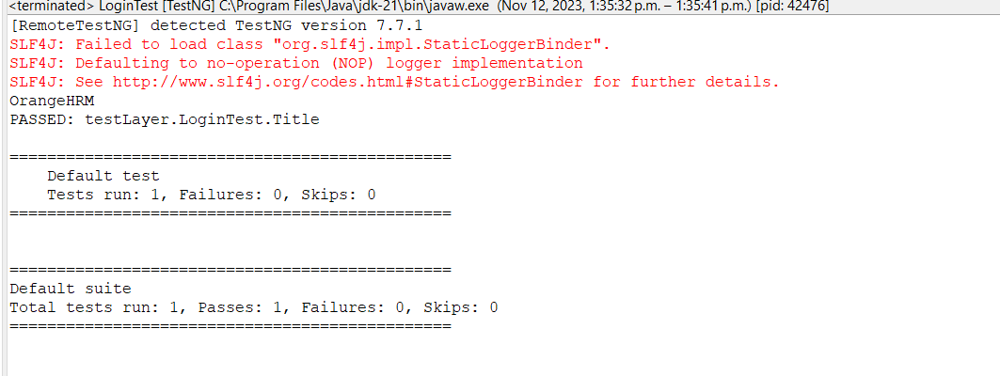 <terminated> LoginTest [TestNG] C:\Program Files\Java\jdk-21\bin\javaw.exe (Nov 12, 2023, 1:35:32 p.m. – 1:35:41 p.m.) [pid: 42476]
[RemoteTestNG] detected TestNG version 7.7.1
SLF4J: Failed to load class "org.slf4j.impl.StaticLoggerBinder".
SLF4J: Defaulting to no-operation (NOP) logger implementation
SLF4J: See http://www.slf4j.org/codes.html#StaticLoggerBinder for further details.
OrangeHRM
PASSED: testLayer.LoginTest.Title
===============================================
Default test
Tests run: 1, Failures: 0, Skips: 0
===============================================
===============================================
Default suite
Total tests run: 1, Passes: 1, Failures: 0, Skips: 0
===============================================